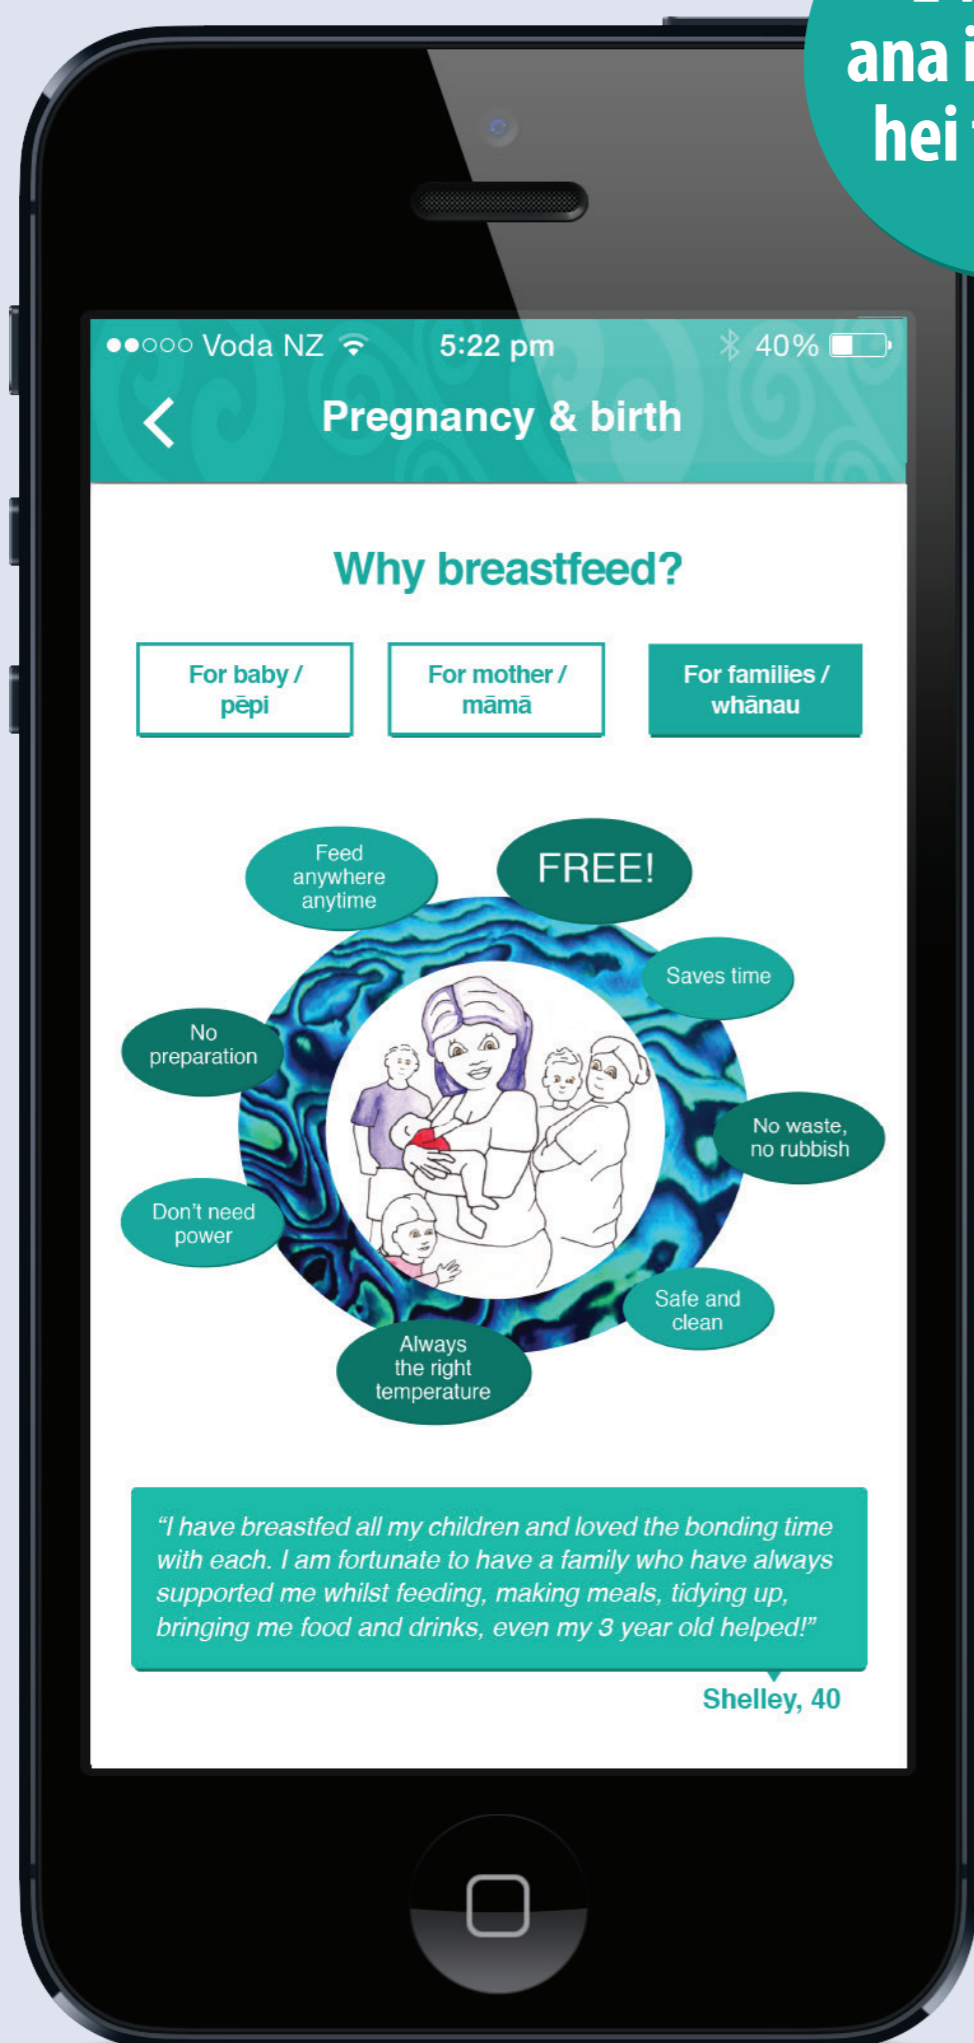 ana i
hei
Voda NZ 5:22 pm 40%
Pregnancy & birth
Why breastfeed?
For baby /
pēpi
For mother /
māmā
For families /
whānau
Feed
anywhere
anytime
FREE!
Saves time
No
preparation
No waste,
no rubbish
Don't need
power
Safe and
clean
Always
the right
temperature
“I have breastfed all my children and loved the bonding time
with each. I am fortunate to have a family who have always
supported me whilst feeding, making meals, tidying up,
bringing me food and drinks, even my 3 year old helped!”
Shelley, 40